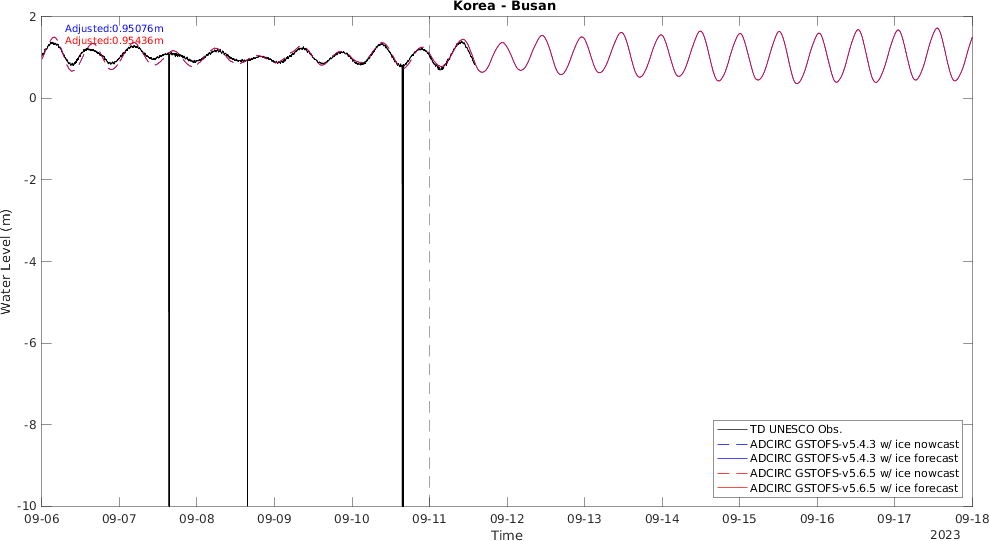 Korea - Busan
Adjusted:0.95076m
Adjusted:0.95436m
2
0
-2
-4
-6
-8
-10
Water Level (m)
TD UNESCO Obs.
ADCIRC GSTOFS-v5.4.3 w/ ice nowcast
ADCIRC GSTOFS-v5.4.3 w/ ice forecast
ADCIRC GSTOFS-v5.6.5 w/ ice nowcast
ADCIRC GSTOFS-v5.6.5 w/ ice forecast
09-06 09-07 09-08 09-09 09-10 09-11 09-12 09-13 09-14 09-15 09-16 09-17 09-18
Time
2023